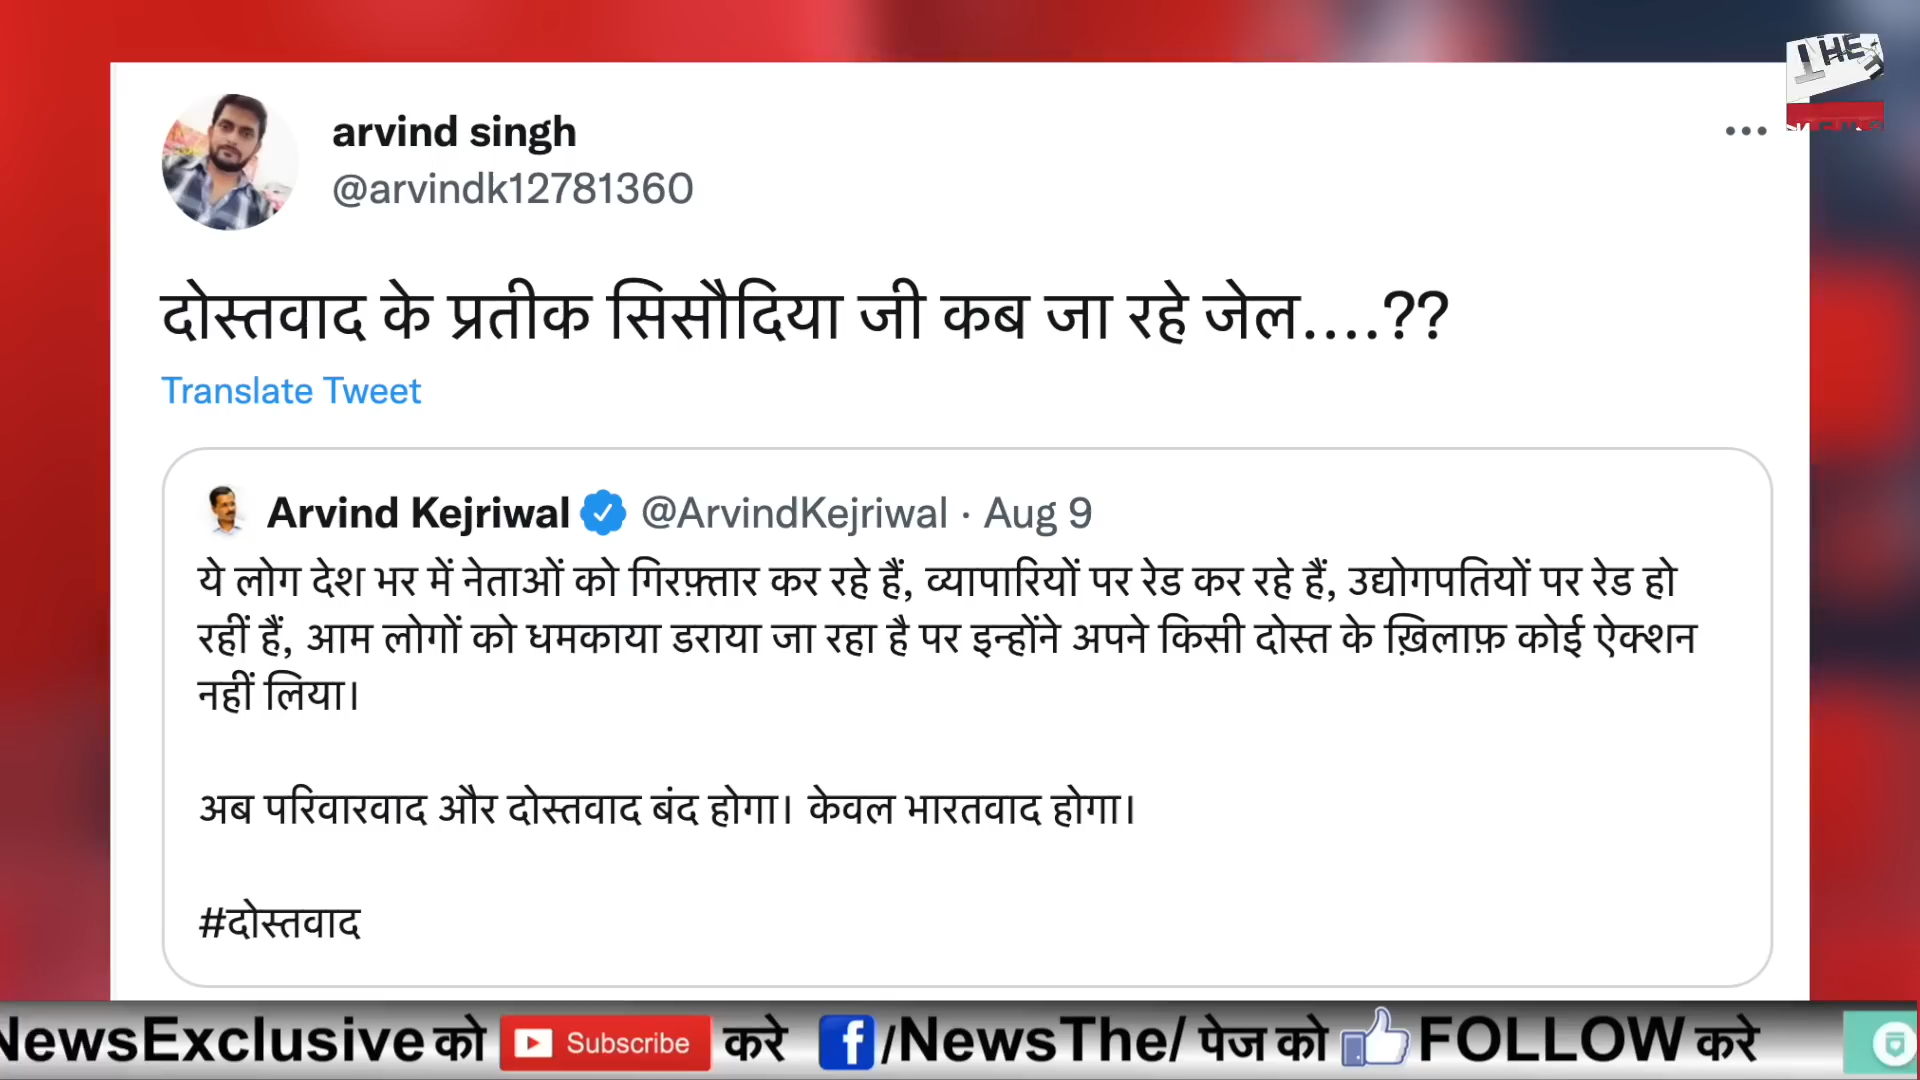 THE
NEWS
arvind singh
@arvindk12781360
दोस्तवाद के प्रतीक सिसौदिया जी कब जा रहे जेल....??
Translate Tweet
Arvind Kejriwal @ArvindKejriwal · Aug 9
ये लोग देश भर में नेताओं को गिरफ़्तार कर रहे हैं, व्यापारियों पर रेड कर रहे हैं, उद्योगपतियों पर रेड हो
रहीं हैं, आम लोगों को धमकाया डराया जा रहा है पर इन्होंने अपने किसी दोस्त के ख़िलाफ़ कोई ऐक्शन
नहीं लिया।
अब परिवारवाद और दोस्तवाद बंद होगा। केवल भारतवाद होगा।
#दोस्तवाद
NewsExclusive को Subscribe करे f/NewsThe/ पेज को FOLLOW करे